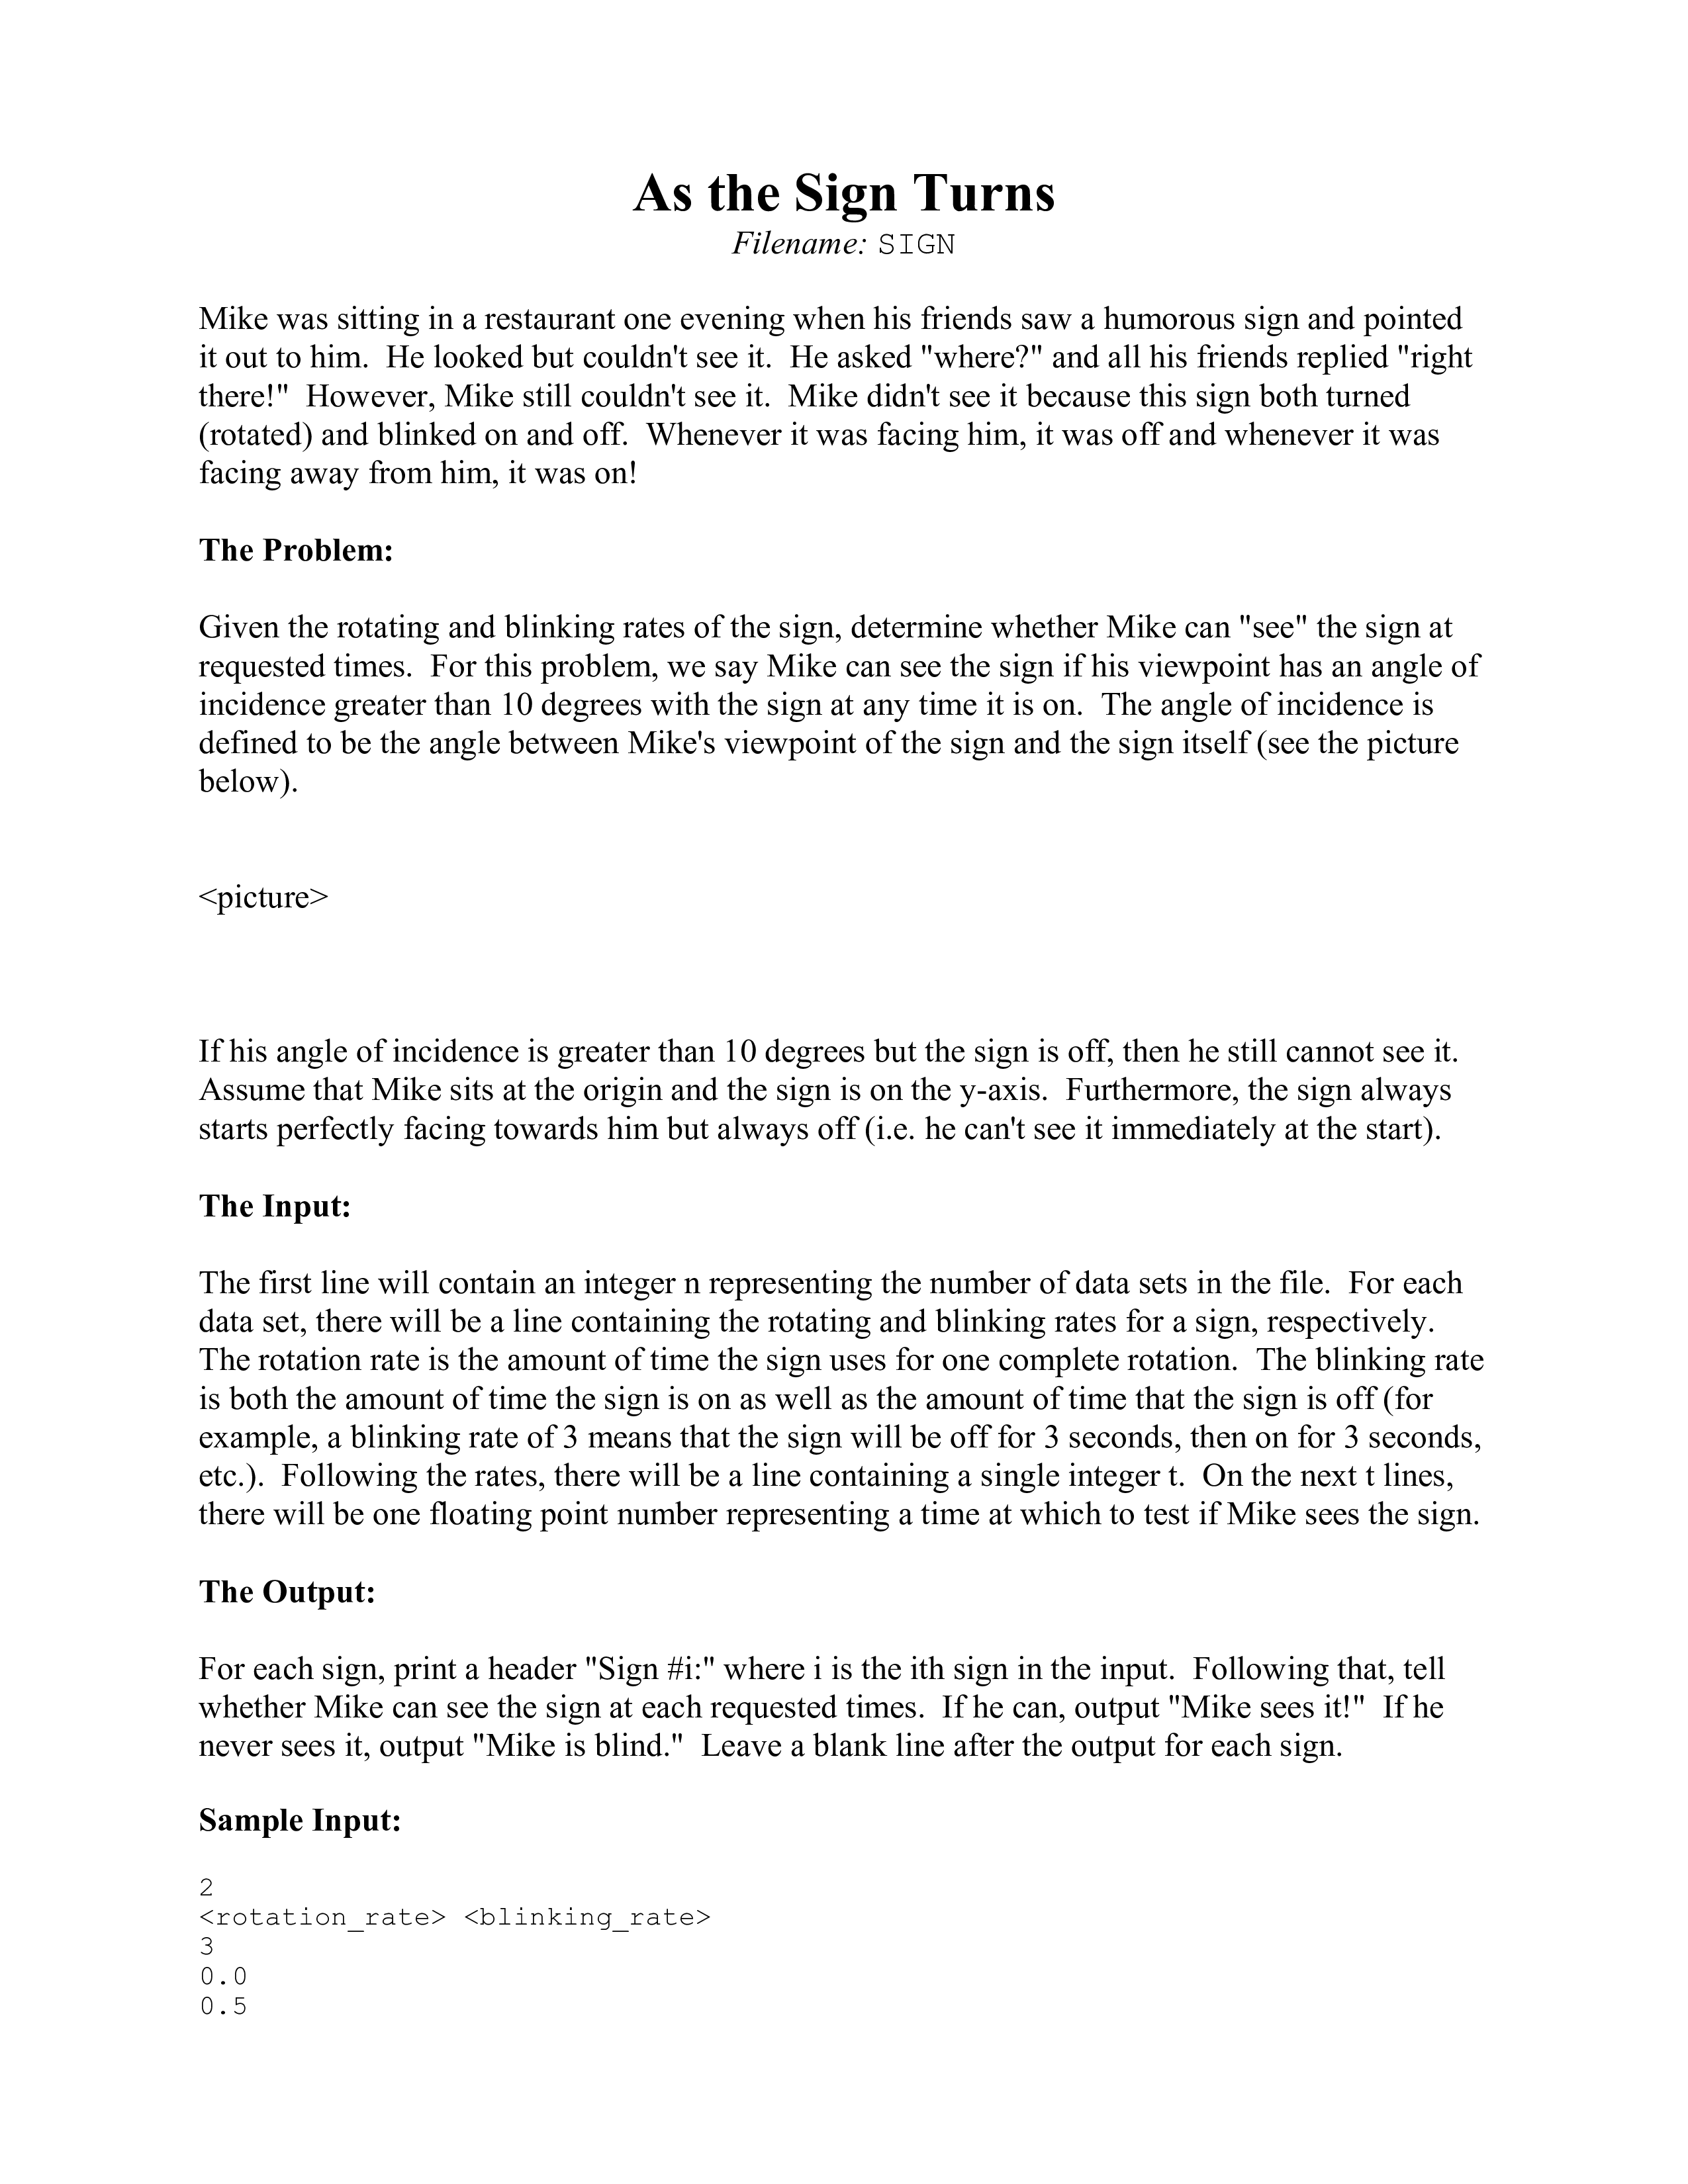 As the Sign Turns
Filename: SIGN
Mike was sitting in a restaurant one evening when his friends saw a humorous sign and pointed
it out to him.  He looked but couldn't see it.  He asked "where?" and all his friends replied "right
there!"  However, Mike still couldn't see it.  Mike didn't see it because this sign both turned
(rotated) and blinked on and off.  Whenever it was facing him, it was off and whenever it was
facing away from him, it was on!
The Problem:
Given the rotating and blinking rates of the sign, determine whether Mike can "see" the sign at
requested times.  For this problem, we say Mike can see the sign if his viewpoint has an angle of
incidence greater than 10 degrees with the sign at any time it is on.  The angle of incidence is
defined to be the angle between Mike's viewpoint of the sign and the sign itself (see the picture
below).
<picture>
If his angle of incidence is greater than 10 degrees but the sign is off, then he still cannot see it.
Assume that Mike sits at the origin and the sign is on the y-axis.  Furthermore, the sign always
starts perfectly facing towards him but always off (i.e. he can't see it immediately at the start).
The Input:
The first line will contain an integer n representing the number of data sets in the file.  For each
data set, there will be a line containing the rotating and blinking rates for a sign, respectively.
The rotation rate is the amount of time the sign uses for one complete rotation.  The blinking rate
is both the amount of time the sign is on as well as the amount of time that the sign is off (for
example, a blinking rate of 3 means that the sign will be off for 3 seconds, then on for 3 seconds,
etc.).  Following the rates, there will be a line containing a single integer t.  On the next t lines,
there will be one floating point number representing a time at which to test if Mike sees the sign.
The Output:
For each sign, print a header "Sign #i:" where i is the ith sign in the input.  Following that, tell
whether Mike can see the sign at each requested times.  If he can, output "Mike sees it!"  If he
never sees it, output "Mike is blind."  Leave a blank line after the output for each sign.
Sample Input:
2
<rotation_rate> <blinking_rate>
3
0.0
0.5